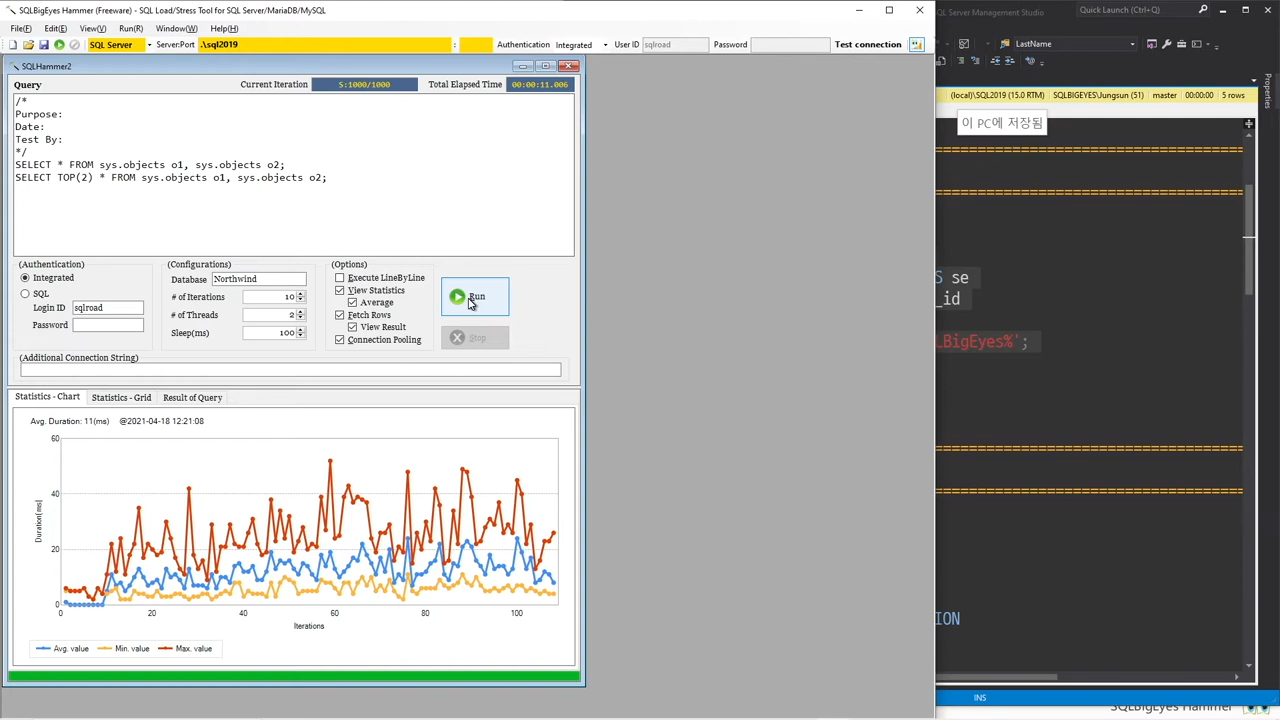 SQLBigEyes Hammer (Freeware) - SQL Load/Stress Tool for SQL Server/MariaDB/MySQL
File(F) Edit(E) View(V) Run(R) Window(W) Help(H)
SQL Server Server:Port .\sql2019 : Authentication Integrated User ID sqlroad Password Test connection
SQLHammer2
Query Current Iteration S:1000/1000 Total Elapsed Time 00:00:11.006
/*
Purpose:
Date:
Test By:
*/
SELECT * FROM sys.objects o1, sys.objects o2;
SELECT TOP(2) * FROM sys.objects o1, sys.objects o2;
(Authentication) (Configurations) (Options)
Integrated Database Northwind Execute LineByLine
SQL # of Iterations 10 View Statistics Run
Average
Login ID sqlroad # of Threads 2 Fetch Rows
Password Sleep(ms) 100 View Result
Connection Pooling Stop
(Additional Connection String)
Statistics - Chart Statistics - Grid Result of Query
Avg. Duration: 11(ms) @2021-04-18 12:21:08
60
40
20
0
Duration[ms]
0 20 40 60 80 100
Iterations
Avg. value Min. value Max. value
SQL Server Management Studio Quick Launch (Ctrl+Q)
LastName
Properties
(local)\SQL2019 (15.0 RTM) SQLBIGEYES\Jungsun (51) master 00:00:00 5 rows
이 PC에 저장됨
S se
_id
LBigEyes%';
ION
INS
SQLBigEyes Hammer